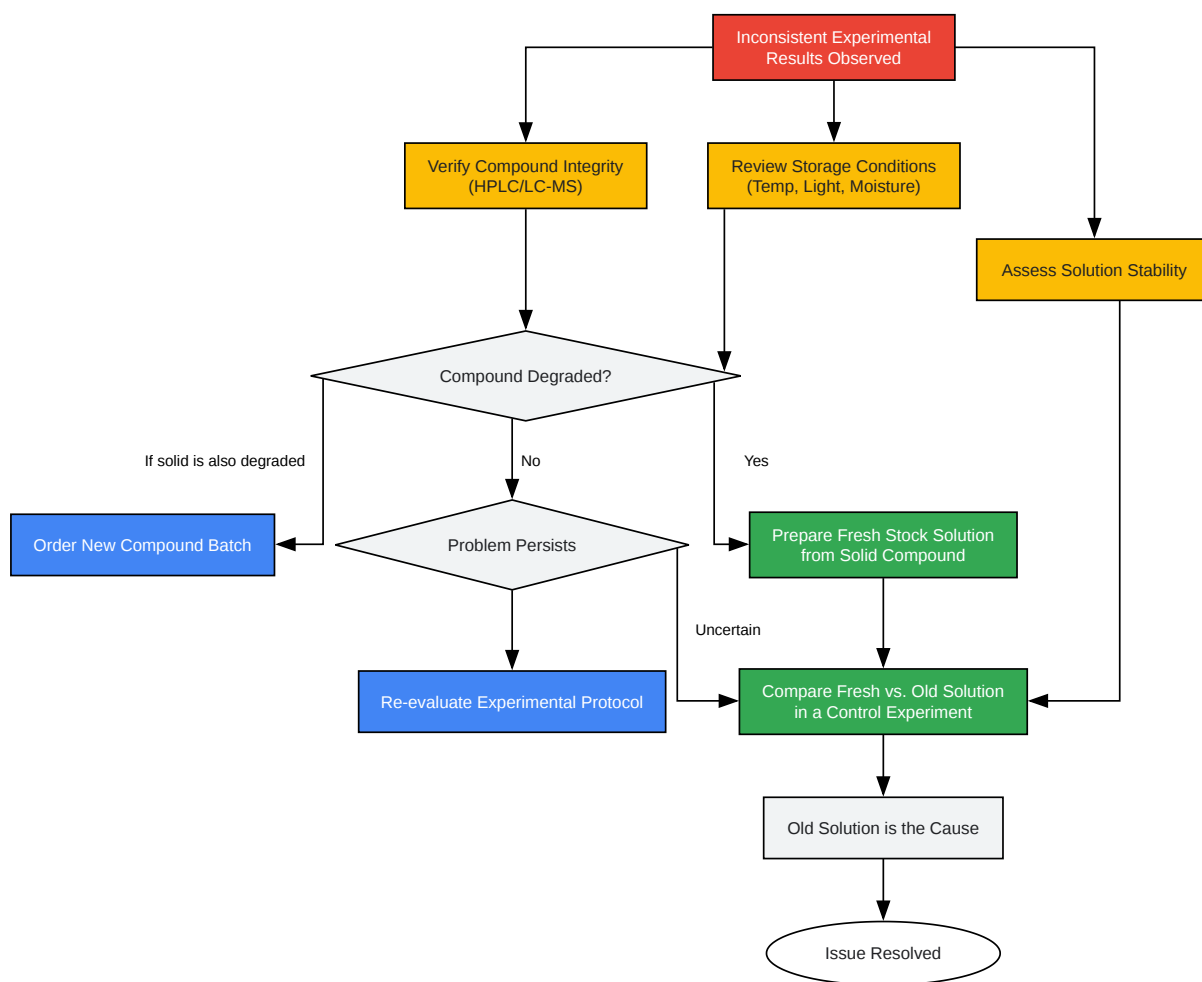 Inconsistent Experimental
Results Observed
Verify Compound Integrity
(HPLC/LC-MS)
Review Storage Conditions
(Temp, Light, Moisture)
Assess Solution Stability
Compound Degraded?
If solid is also degraded
No
Yes
Order New Compound Batch
Problem Persists
Prepare Fresh Stock Solution
from Solid Compound
Uncertain
Re-evaluate Experimental Protocol
Compare Fresh vs. Old Solution
in a Control Experiment
Old Solution is the Cause
Issue Resolved